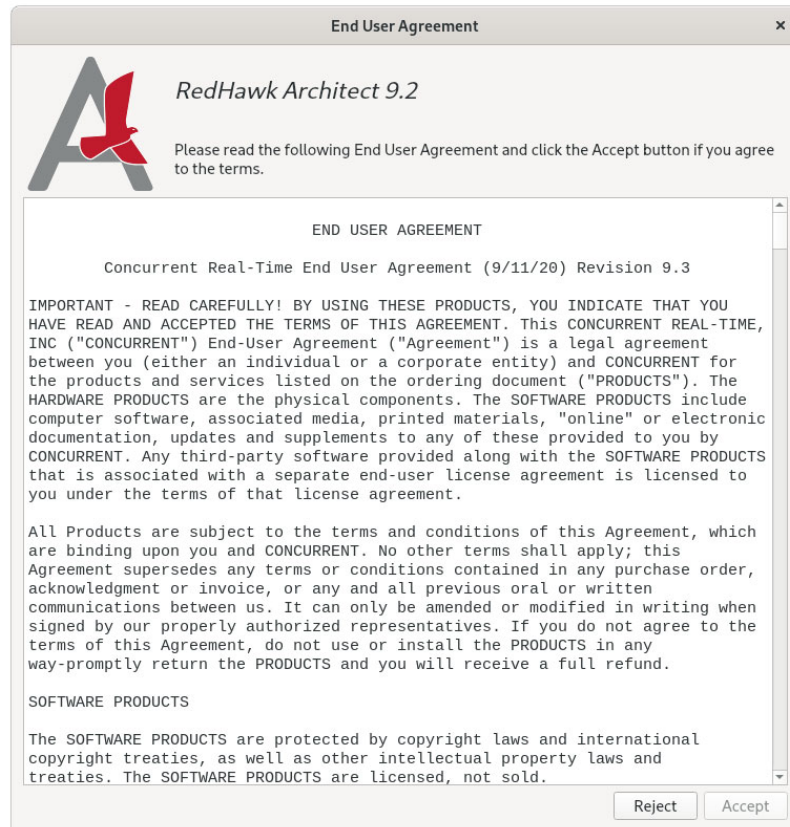 End User Agreement
×
RedHawk Architect 9.2
Please read the following End User Agreement and click the Accept button if you agree
to the terms.
END USER AGREEMENT
Concurrent Real-Time End User Agreement (9/11/20) Revision 9.3
IMPORTANT - READ CAREFULLY! BY USING THESE PRODUCTS, YOU INDICATE THAT YOU
HAVE READ AND ACCEPTED THE TERMS OF THIS AGREEMENT. This CONCURRENT REAL-TIME,
INC ("CONCURRENT") End-User Agreement ("Agreement") is a legal agreement
between you (either an individual or a corporate entity) and CONCURRENT for
the products and services listed on the ordering document ("PRODUCTS"). The
HARDWARE PRODUCTS are the physical components. The SOFTWARE PRODUCTS include
computer software, associated media, printed materials, "online" or electronic
documentation, updates and supplements to any of these provided to you by
CONCURRENT. Any third-party software provided along with the SOFTWARE PRODUCTS
that is associated with a separate end-user license agreement is licensed to
you under the terms of that license agreement.
All Products are subject to the terms and conditions of this Agreement, which
are binding upon you and CONCURRENT. No other terms shall apply; this
Agreement supersedes any terms or conditions contained in any purchase order,
acknowledgment or invoice, or any and all previous oral or written
communications between us. It can only be amended or modified in writing when
signed by our properly authorized representatives. If you do not agree to the
terms of this Agreement, do not use or install the PRODUCTS in any
way-promptly return the PRODUCTS and you will receive a full refund.
SOFTWARE PRODUCTS
The SOFTWARE PRODUCTS are protected by copyright laws and international
copyright treaties, as well as other intellectual property laws and
treaties. The SOFTWARE PRODUCTS are licensed, not sold.
Reject Accept